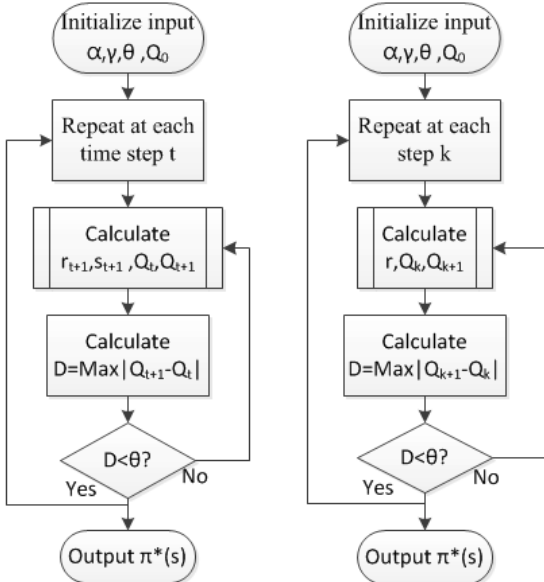 Initialize input
α,γ,θ ,Q₀
Repeat at each
time step t
Calculate
rₜ₊₁,sₜ₊₁ ,Qₜ,Qₜ₊₁
Calculate
D=Max|Qₜ₊₁-Qₜ|
D<θ?
Yes
No
Output π*(s)
Initialize input
α,γ,θ ,Q₀
Repeat at each
step k
Calculate
r,Qₖ,Qₖ₊₁
Calculate
D=Max|Qₖ₊₁-Qₖ|
D<θ?
Yes
No
Output π*(s)